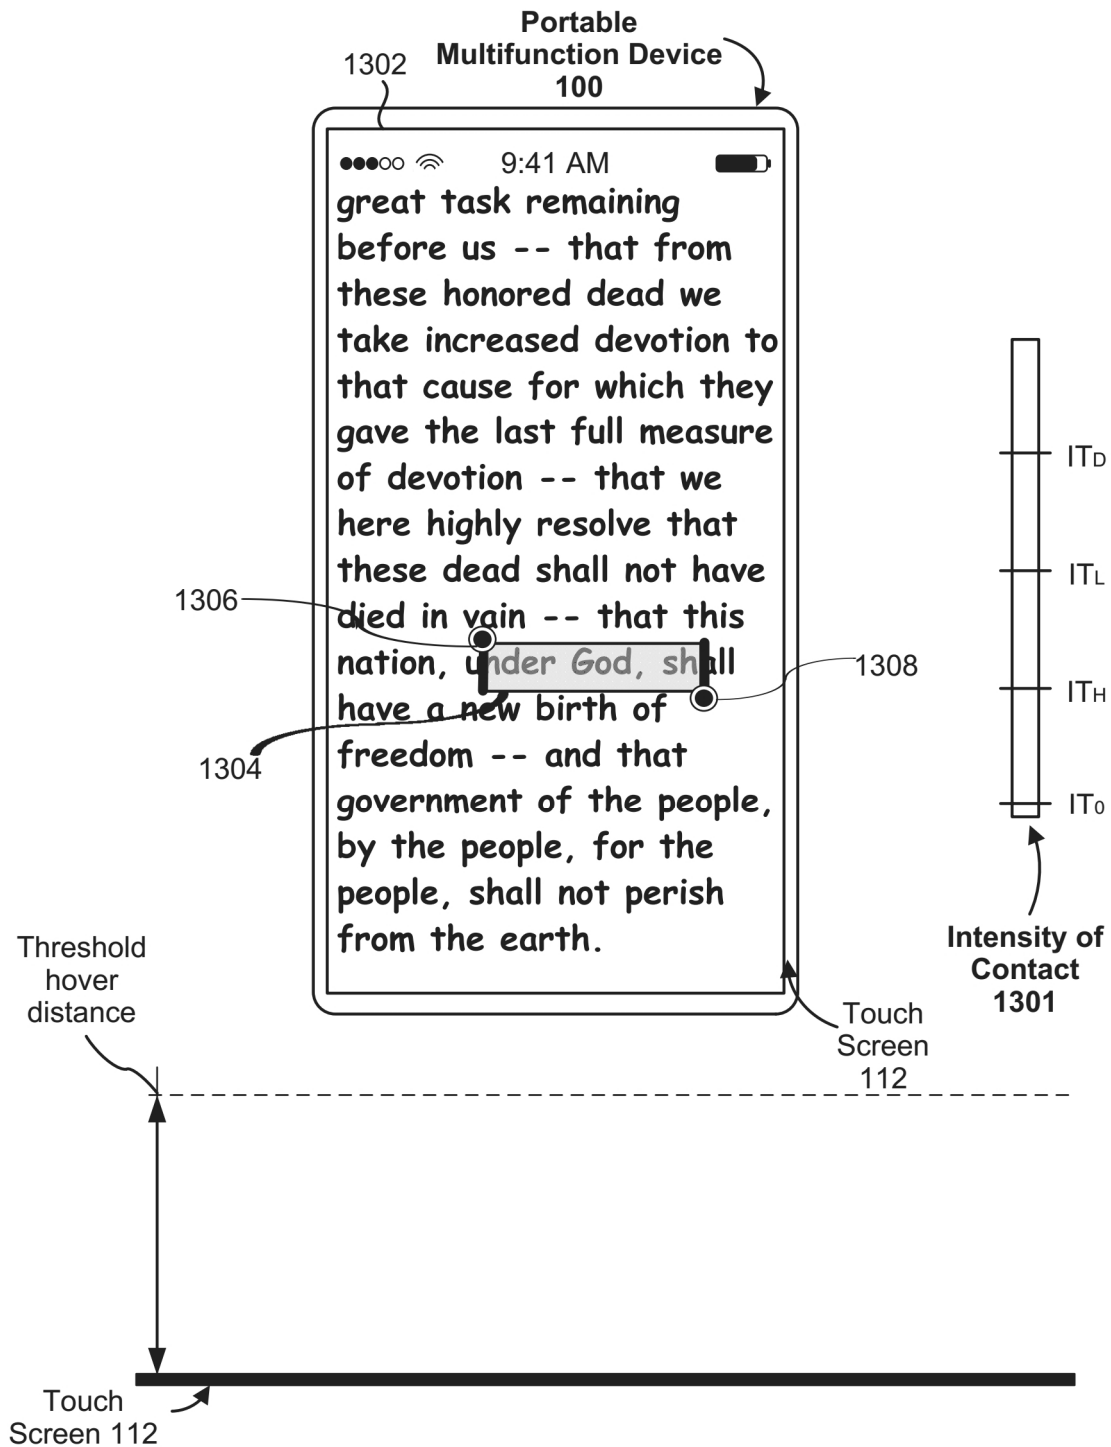 Portable
Multifunction Device
100
1302
9:41 AM
great task remaining
before us -- that from
these honored dead we
take increased devotion to
that cause for which they
gave the last full measure
of devotion -- that we
here highly resolve that
these dead shall not have
died in vain -- that this
nation, under God, shall
have a new birth of
freedom -- and that
government of the people,
by the people, for the
people, shall not perish
from the earth.
1306
1308
1304
ITD
ITL
ITH
IT0
Intensity of
Contact
1301
Threshold
hover
distance
Touch
Screen
112
Touch
Screen 112